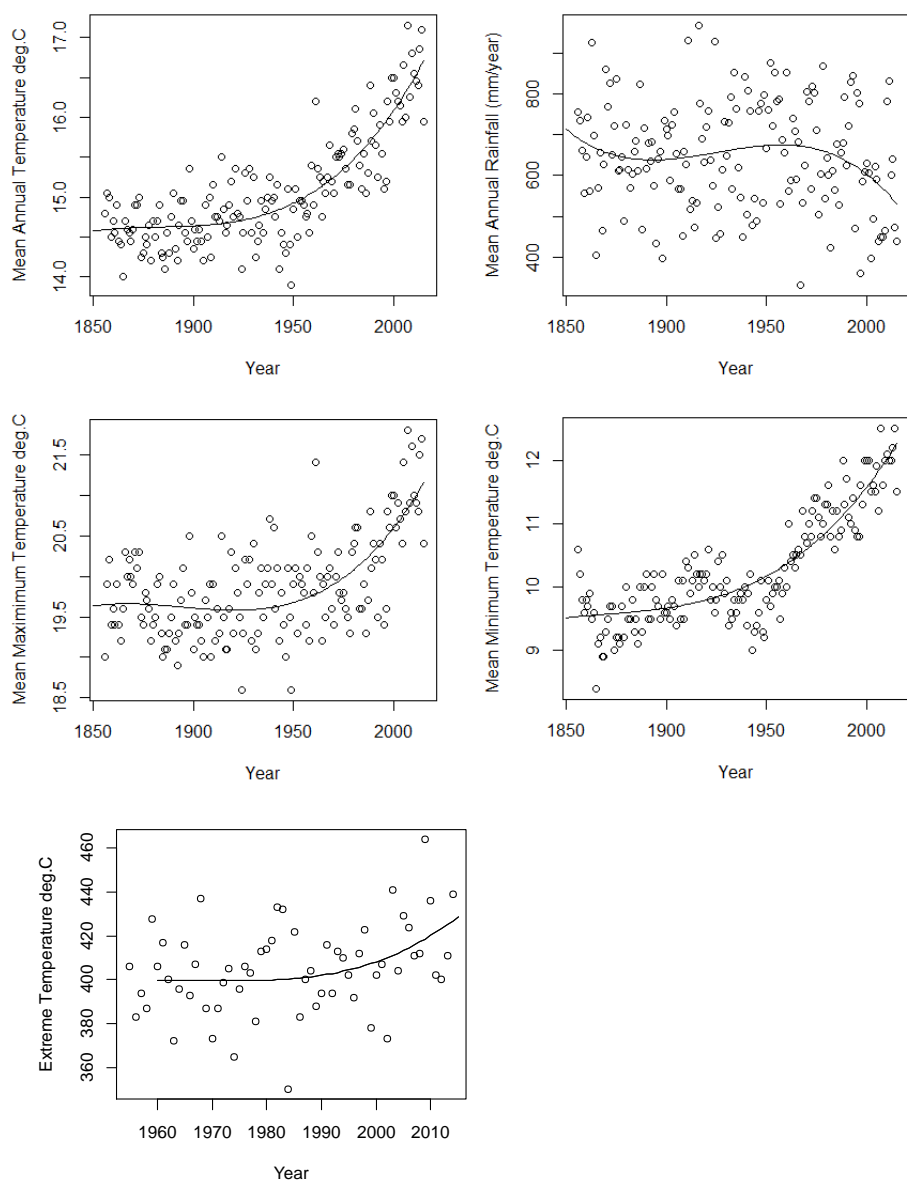 Mean Annual Temperature deg.C
14.0 15.0 16.0 17.0
1850 1900 1950 2000
Year
Mean Annual Rainfall (mm/year)
400 600 800
1850 1900 1950 2000
Year
Mean Maximimum Temperature deg.C
18.5 19.5 20.5 21.5
1850 1900 1950 2000
Year
Mean Minimum Temperature deg.C
9 10 11 12
1850 1900 1950 2000
Year
Extreme Temperature deg.C
360 380 400 420 440 460
1960 1970 1980 1990 2000 2010
Year